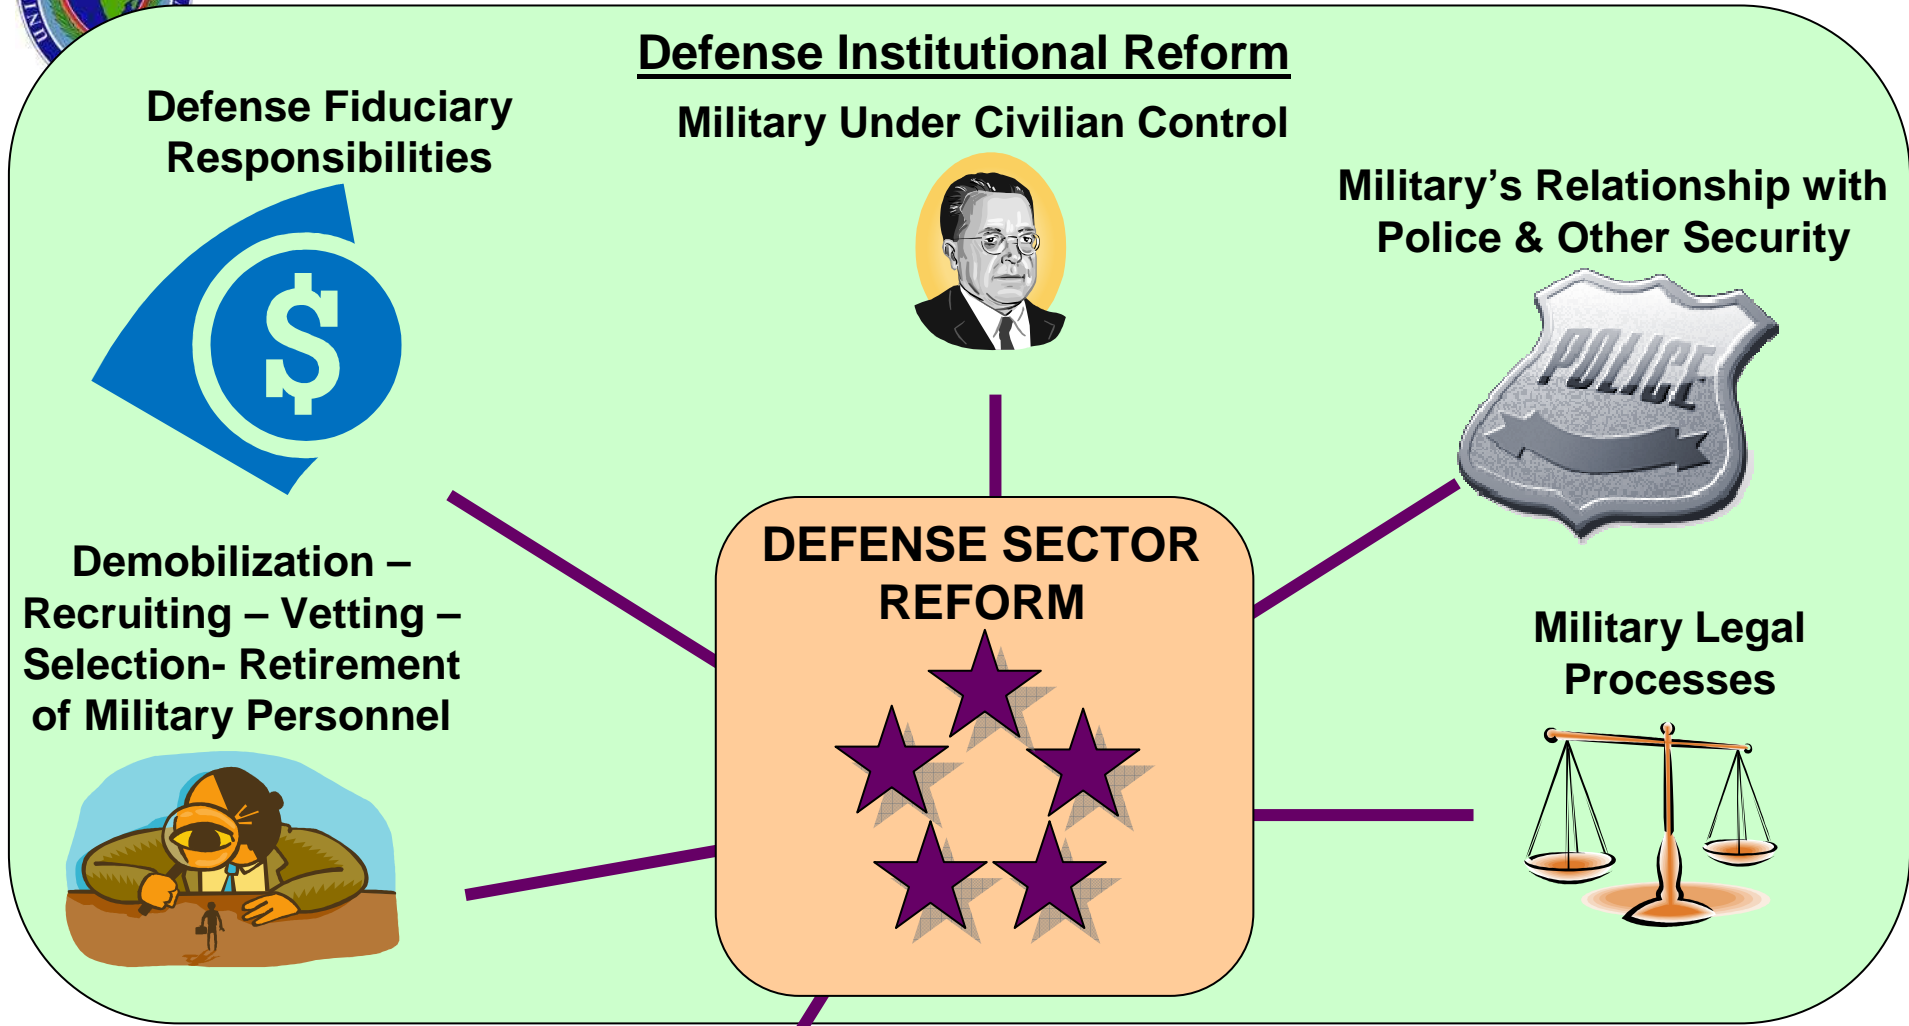 Defense Institutional Reform
Defense Fiduciary
Responsibilities
Military Under Civilian Control
Military’s Relationship with
Police & Other Security
$
POLICE
DEFENSE SECTOR
REFORM
Demobilization –
Recruiting – Vetting –
Selection- Retirement
of Military Personnel
Military Legal
Processes